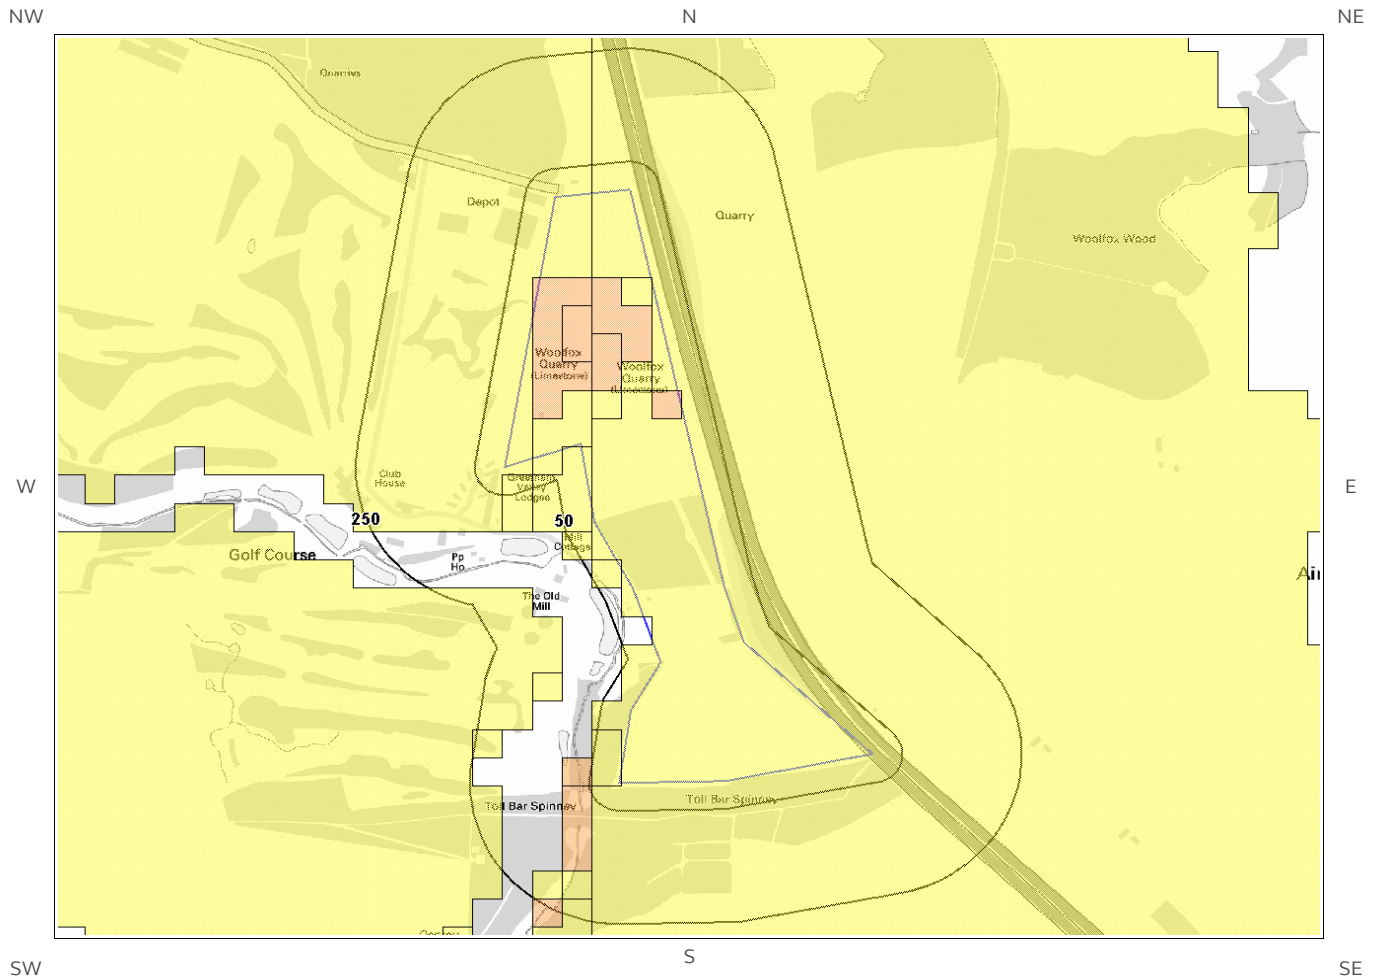 NW
N
NE
Quarries
Depot
Quarry
Woolfox Wood
Woolfox
Quarry
(Limestone)
Woolfox
Quarry
Club
House
Greetham
Valley
Lodges
W
E
250
50
Mill
Cottage
Golf Course
Pp
Ho
Air
The Old
Mill
Toll Bar Spinney
Toll Bar Spinney
SW
S
SE